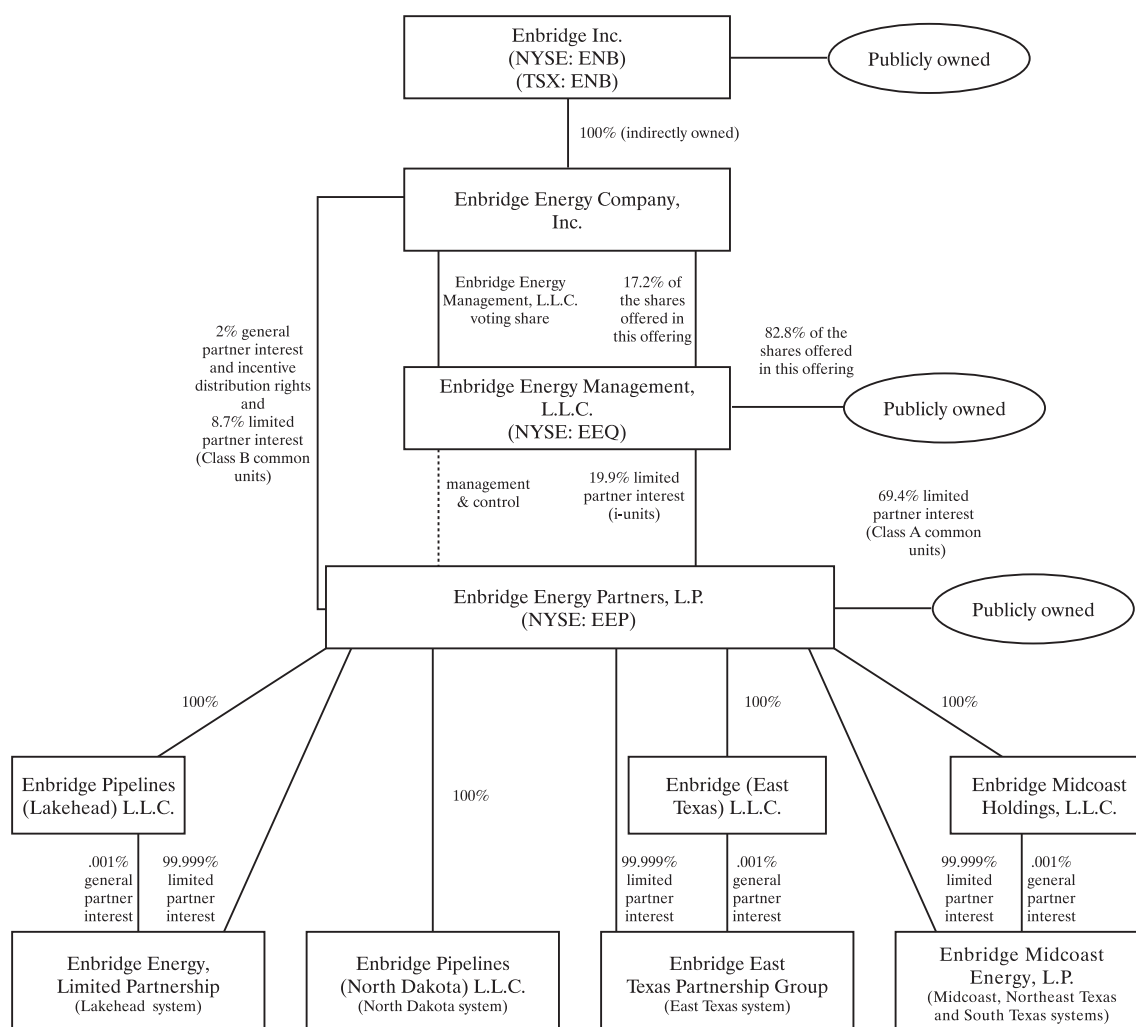 Enbridge Inc.
(NYSE: ENB)
(TSX: ENB)
Publicly owned
100% (indirectly owned)
Enbridge Energy Company,
Inc.
Enbridge Energy
Management, L.L.C.
voting share
17.2% of
the shares
offered in
this offering
2% general
partner interest
and incentive
distribution rights
and
8.7% limited
partner interest
(Class B common
units)
82.8% of the
shares offered
in this offering
Enbridge Energy Management,
L.L.C.
(NYSE: EEQ)
Publicly owned
management
& control
19.9% limited
partner interest
(i-units)
69.4% limited
partner interest
(Class A common
units)
Enbridge Energy Partners, L.P.
(NYSE: EEP)
Publicly owned
100%
100%
100%
100%
Enbridge Pipelines
(Lakehead) L.L.C.
Enbridge (East
Texas) L.L.C.
Enbridge Midcoast
Holdings, L.L.C.
.001%
general
partner
interest
99.999%
limited
partner
interest
99.999%
limited
partner
interest
.001%
general
partner
interest
99.999%
limited
partner
interest
.001%
general
partner
interest
Enbridge Energy,
Limited Partnership
(Lakehead system)
Enbridge Pipelines
(North Dakota) L.L.C.
(North Dakota system)
Enbridge East
Texas Partnership Group
(East Texas system)
Enbridge Midcoast
Energy, L.P.
(Midcoast, Northeast Texas
and South Texas systems)